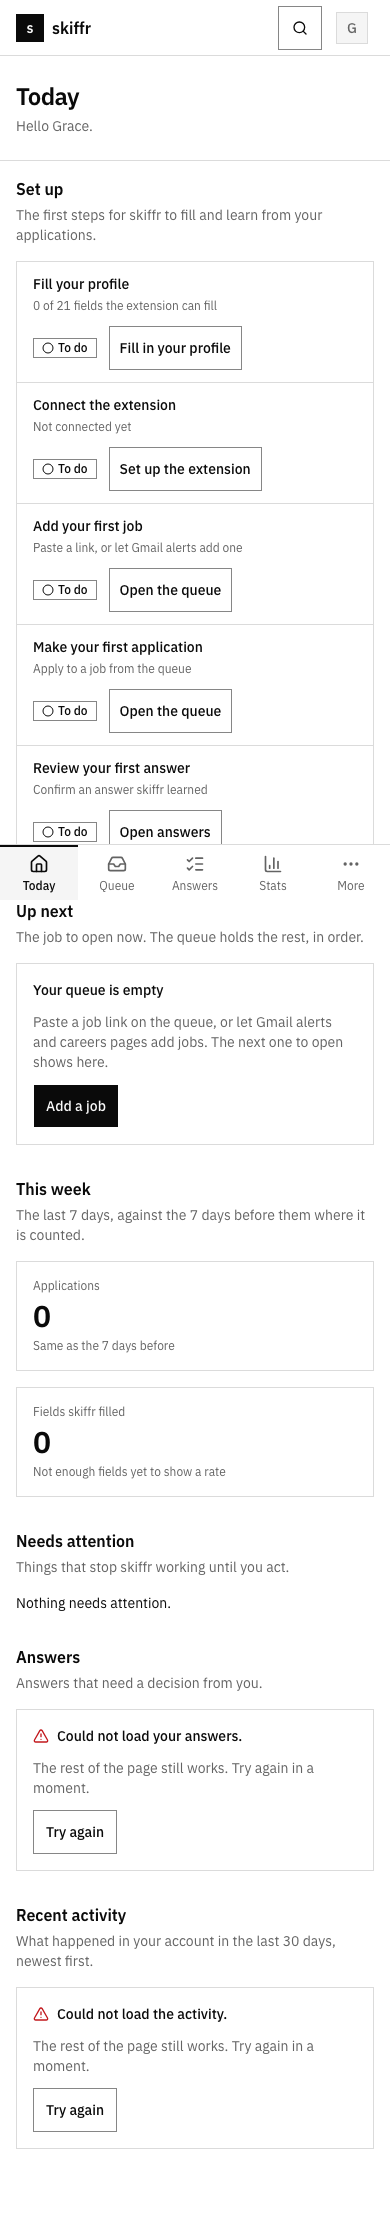 s skiffr G
Today
Hello Grace.
Set up
The first steps for skiffr to fill and learn from your
applications.
Fill your profile
0 of 21 fields the extension can fill
To do Fill in your profile
Connect the extension
Not connected yet
To do Set up the extension
Add your first job
Paste a link, or let Gmail alerts add one
To do Open the queue
Make your first application
Apply to a job from the queue
To do Open the queue
Review your first answer
Confirm an answer skiffr learned
To do Open answers
Today Queue Answers Stats More
Up next
The job to open now. The queue holds the rest, in order.
Your queue is empty
Paste a job link on the queue, or let Gmail alerts
and careers pages add jobs. The next one to open
shows here.
Add a job
This week
The last 7 days, against the 7 days before them where it
is counted.
Applications
0
Same as the 7 days before
Fields skiffr filled
0
Not enough fields yet to show a rate
Needs attention
Things that stop skiffr working until you act.
Nothing needs attention.
Answers
Answers that need a decision from you.
Could not load your answers.
The rest of the page still works. Try again in a
moment.
Try again
Recent activity
What happened in your account in the last 30 days,
newest first.
Could not load the activity.
The rest of the page still works. Try again in a
moment.
Try again